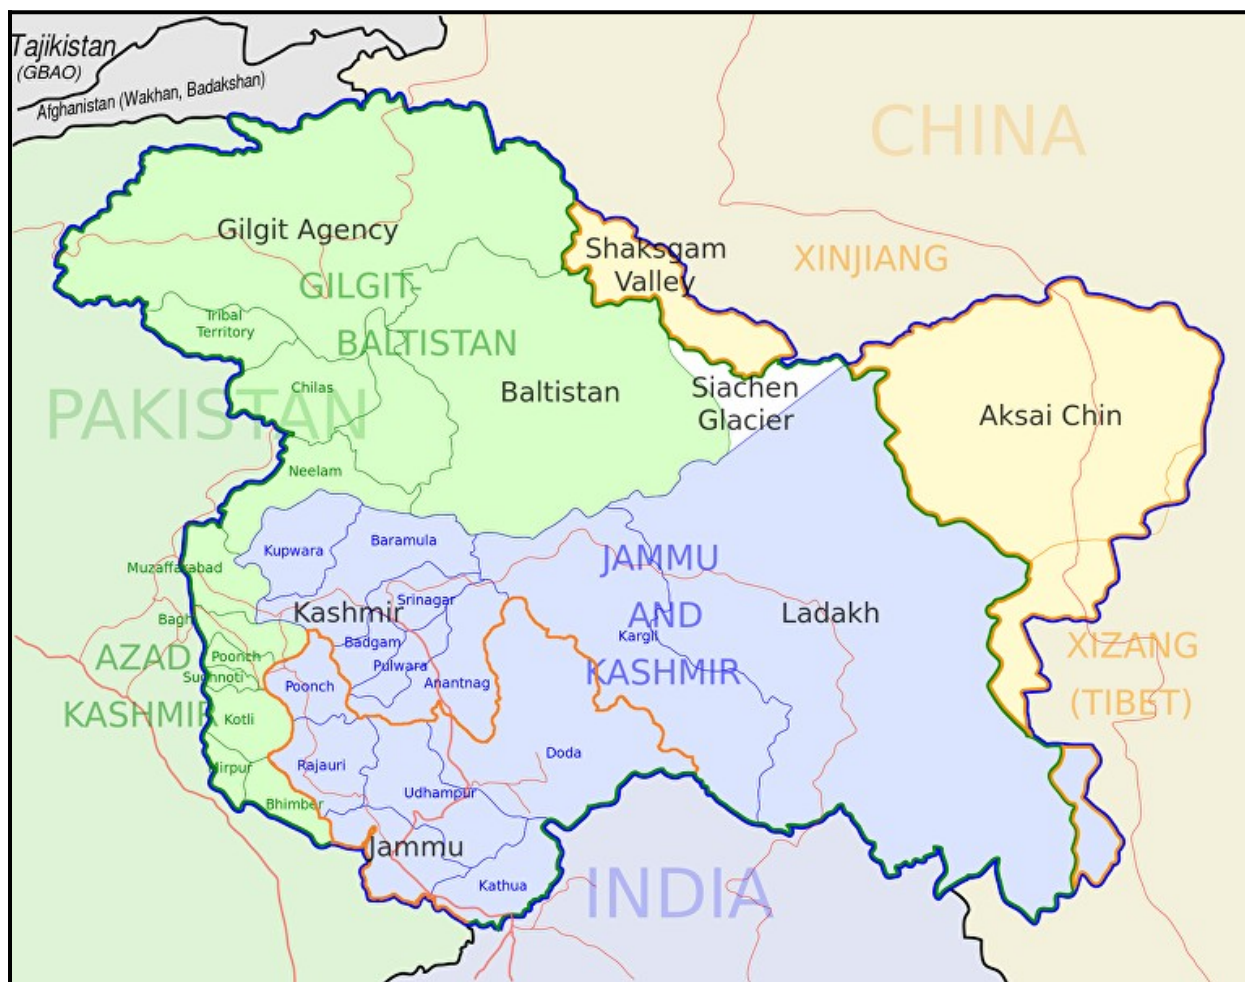 Tajikistan
(GBAO)
Afghanistan (Wakhan, Badakshan)
CHINA
Gilgit Agency
Shaksgam
Valley
XINJIANG
GILGIT-
BALTISTAN
Tribal
Territory
PAKISTAN
Chilas
Baltistan
Siachen
Glacier
Aksai Chin
Neelam
Kupwara
Baramula
JAMMU
AND
KASHMIR
Muzaffarabad
Kashmir
Srinagar
Ladakh
Bagh
Badgam
Kargil
AZAD
KASHMIR
Poonch
Pulwara
XIZANG
(TIBET)
Sudhnoti
Poonch
Anantnag
Kotli
Mirpur
Rajauri
Doda
Bhimber
Udhampur
Jammu
Kathua
INDIA